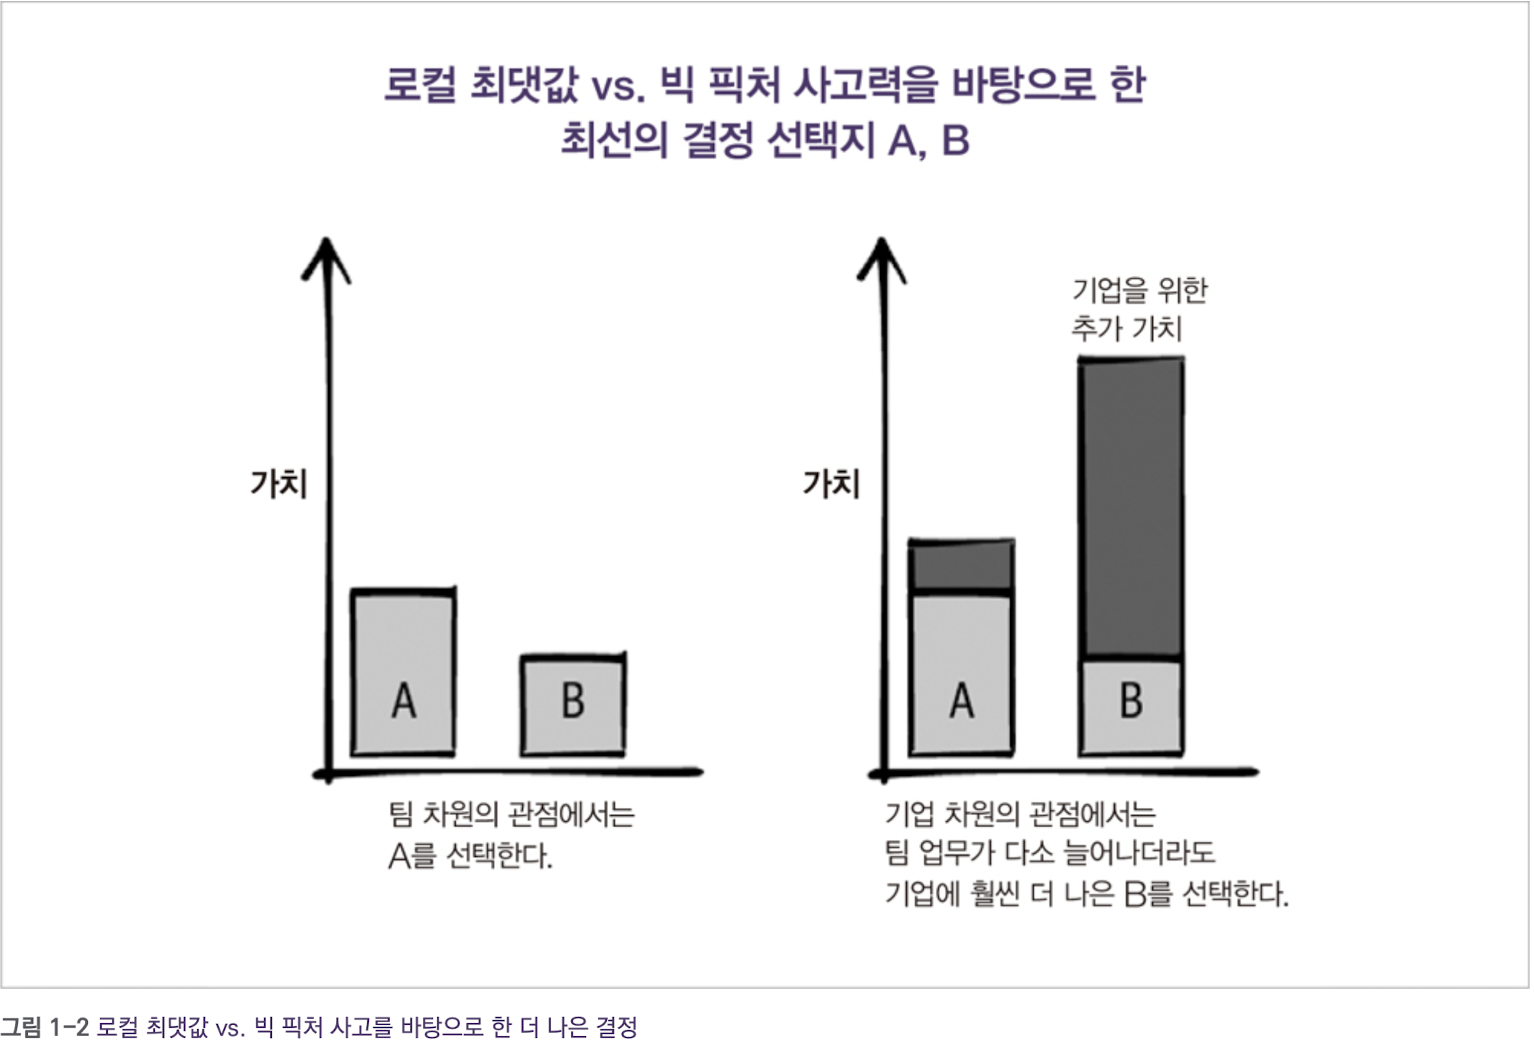 로컬 최댓값 vs. 빅 픽처 사고력을 바탕으로 한
최선의 결정 선택지 A, B
가치
A
B
팀 차원의 관점에서는
A를 선택한다.
기업을 위한
추가 가치
가치
A
B
기업 차원의 관점에서는
팀 업무가 다소 늘어나더라도
기업에 훨씬 더 나은 B를 선택한다.
그림 1-2 로컬 최댓값 vs. 빅 픽처 사고를 바탕으로 한 더 나은 결정